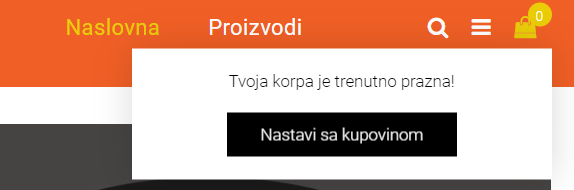 Naslovna Proizvodi 0
Tvoja korpa je trenutno prazna!
Nastavi sa kupovinom